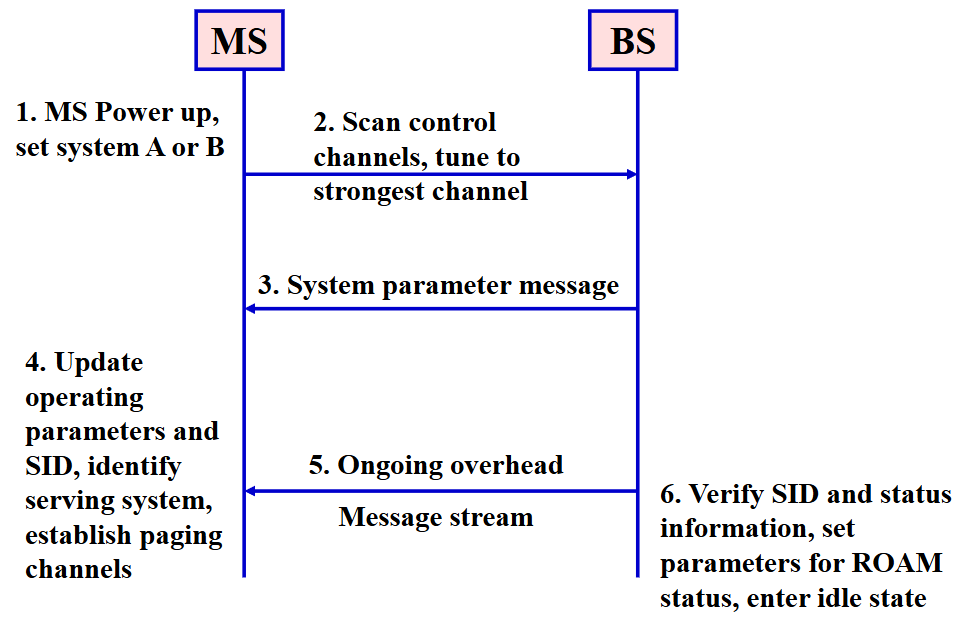 MS
BS
1. MS Power up,
set system A or B
2. Scan control
channels, tune to
strongest channel
3. System parameter message
4. Update
operating
parameters and
SID, identify
serving system,
establish paging
channels
5. Ongoing overhead
Message stream
6. Verify SID and status
information, set
parameters for ROAM
status, enter idle state